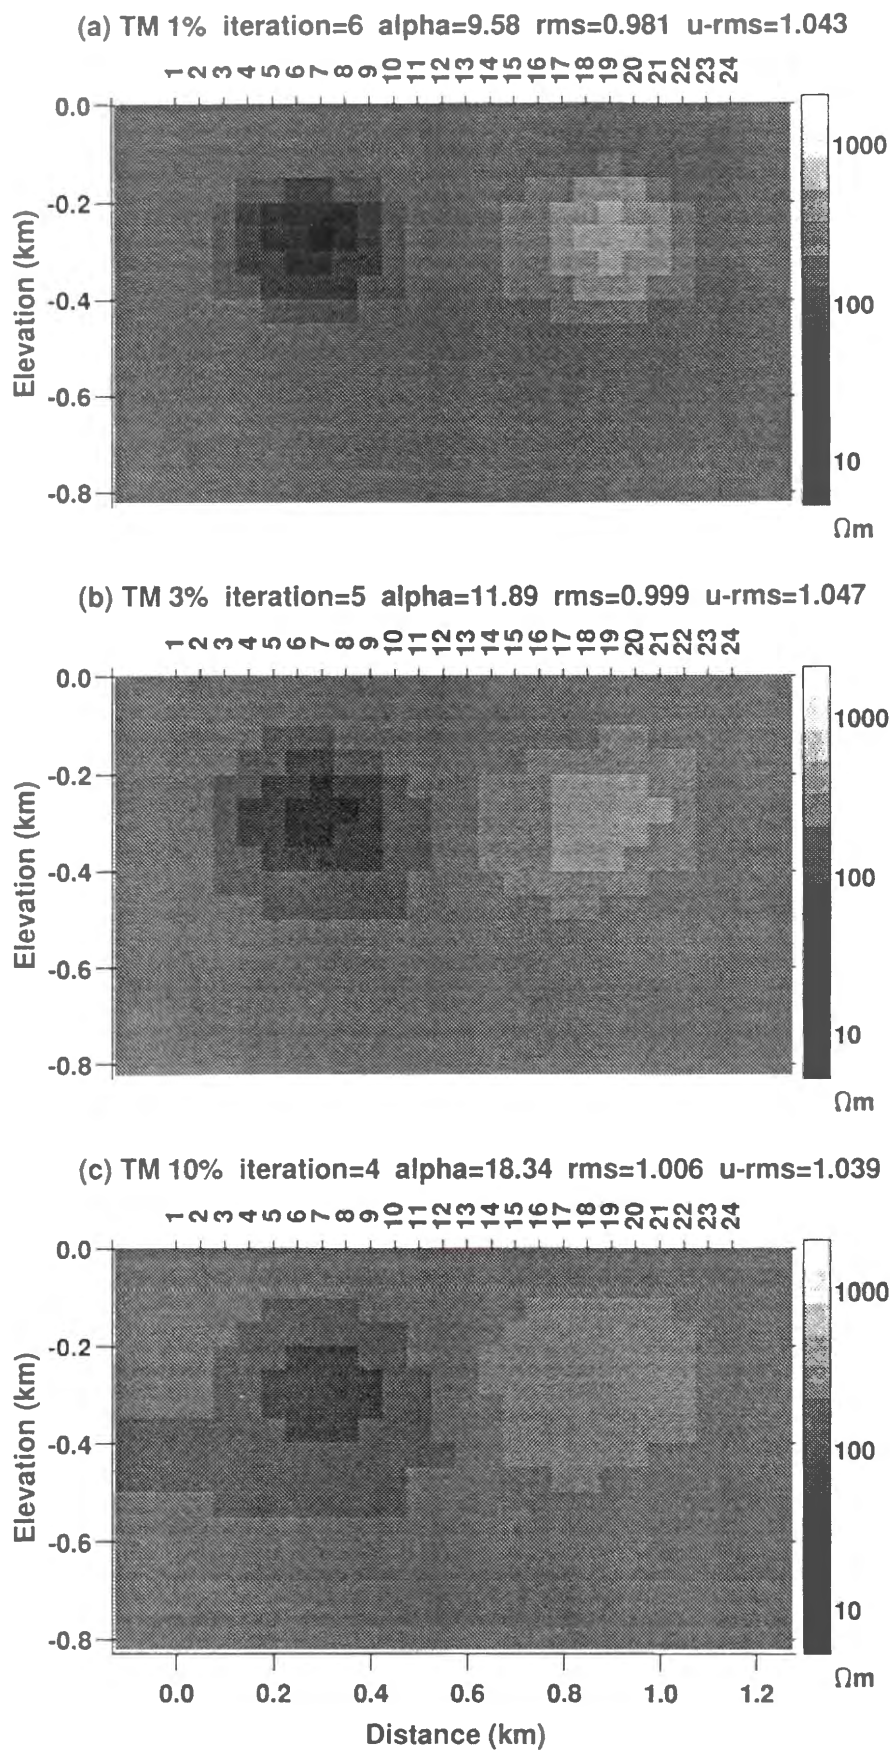 (a) TM 1% iteration=6 alpha=9.58 rms=0.981 u-rms=1.043
1 2 3 4 5 6 7 8 9 10 11 12 13 14 15 16 17 18 19 20 21 22 23 24
0.0
-0.2
-0.4
-0.6
-0.8
Elevation (km)
1000
100
10
Ωm
(b) TM 3% iteration=5 alpha=11.89 rms=0.999 u-rms=1.047
1 2 3 4 5 6 7 8 9 10 11 12 13 14 15 16 17 18 19 20 21 22 23 24
0.0
-0.2
-0.4
-0.6
-0.8
Elevation (km)
1000
100
10
Ωm
(c) TM 10% iteration=4 alpha=18.34 rms=1.006 u-rms=1.039
1 2 3 4 5 6 7 8 9 10 11 12 13 14 15 16 17 18 19 20 21 22 23 24
0.0
-0.2
-0.4
-0.6
-0.8
Elevation (km)
1000
100
10
Ωm
0.0 0.2 0.4 0.6 0.8 1.0 1.2
Distance (km)